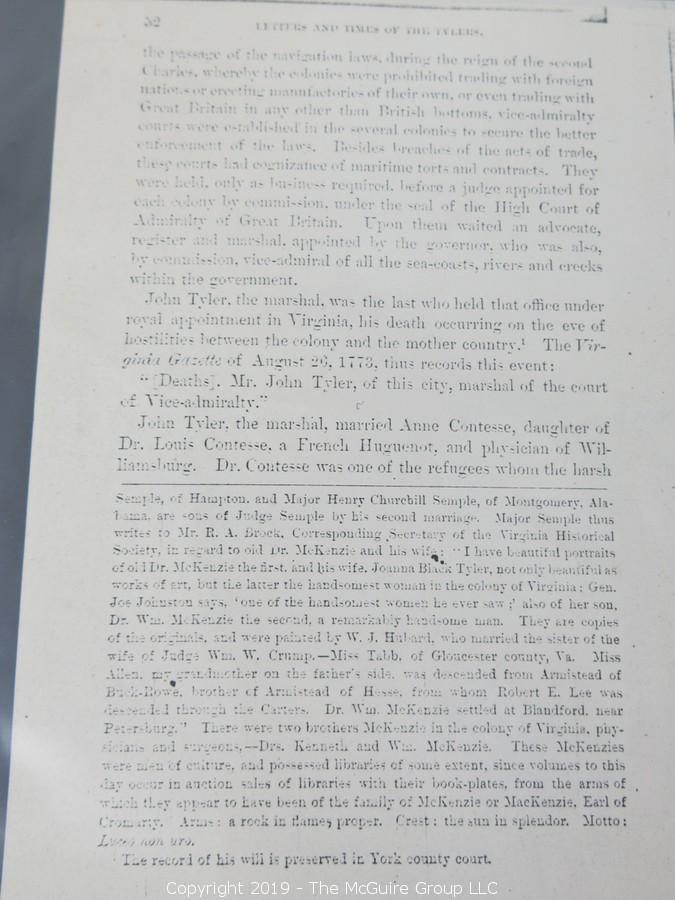 52 LETTERS AND TIMES OF THE TYLERS.
the passage of the navigation laws, during the reign of the second
Charles, whereby the colonies were prohibited trading with foreign
nations or erecting manufactories of their own, or even trading with
Great Britain in any other than British bottoms, vice-admiralty
courts were established in the several colonies to secure the better
enforcement of the laws. Besides breaches of the acts of trade,
these courts had cognizance of maritime torts and contracts. They
were held, only as business required, before a judge appointed for
each colony by commission, under the seal of the High Court of
Admiralty of Great Britain. Upon them waited an advocate,
register and marshal, appointed by the governor, who was also,
by commission, vice-admiral of all the sea-coasts, rivers and creeks
within the government.
John Tyler, the marshal, was the last who held that office under
royal appointment in Virginia, his death occurring on the eve of
hostilities between the colony and the mother country.¹ The Vir-
ginia Gazette of August 26, 1773, thus records this event:
"[Deaths]. Mr. John Tyler, of this city, marshal of the court
of Vice-admiralty."
John Tyler, the marshal, married Anne Contesse, daughter of
Dr. Louis Contesse, a French Huguenot, and physician of Wil-
liamsburg. Dr. Contesse was one of the refugees whom the harsh
Semple, of Hampton, and Major Henry Churchill Semple, of Montgomery, Ala-
bama, are sons of Judge Semple by his second marriage. Major Semple thus
writes to Mr. R. A. Brock, Corresponding Secretary of the Virginia Historical
Society, in regard to old Dr. McKenzie and his wife: "I have beautiful portraits
of old Dr. McKenzie the first, and his wife, Joanna Black Tyler, not only beautiful as
works of art, but the latter the handsomest woman in the colony of Virginia; Gen.
Joe Johnston says, 'one of the handsomest women he ever saw;' also of her son,
Dr. Wm. McKenzie the second, a remarkably handsome man. They are copies
of the originals, and were painted by W. J. Hubard, who married the sister of the
wife of Judge Wm. W. Crump.—Miss Tabb, of Gloucester county, Va. Miss
Allen, my grandmother on the father's side, was descended from Armistead of
Buck-Rowe, brother of Armistead of Hesse, from whom Robert E. Lee was
descended through the Carters. Dr. Wm. McKenzie settled at Blandford, near
Petersburg." There were two brothers McKenzie in the colony of Virginia, phy-
sicians and surgeons,—Drs. Kenneth and Wm. McKenzie. These McKenzies
were men of culture, and possessed libraries of some extent, since volumes to this
day occur in auction sales of libraries with their book-plates, from the arms of
which they appear to have been of the family of McKenzie or MacKenzie, Earl of
Cromarty. Arms: a rock in flames, proper. Crest: the sun in splendor. Motto:
Luceo non uro.
¹ The record of his will is preserved in York county court.
Copyright 2019 - The McGuire Group LLC